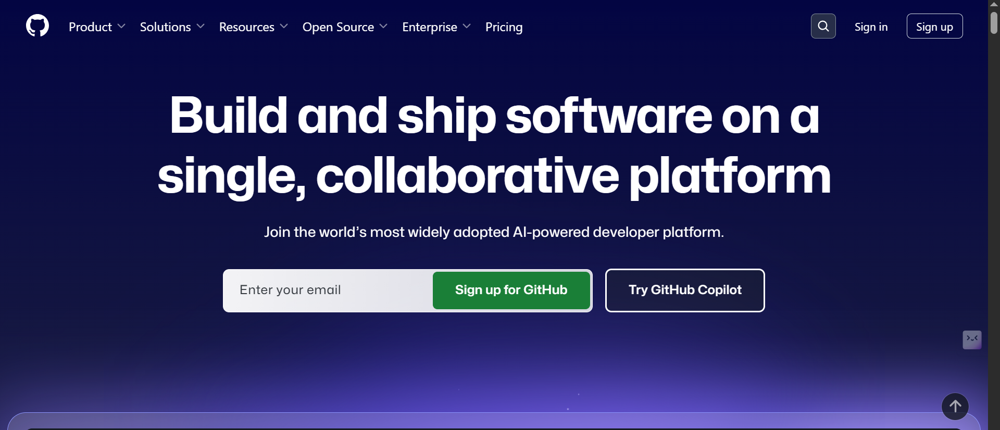 Product
Solutions
Resources
Open Source
Enterprise
Pricing
Sign in
Sign up
Build and ship software on a
single, collaborative platform
Join the world’s most widely adopted AI-powered developer platform.
Enter your email
Sign up for GitHub
Try GitHub Copilot